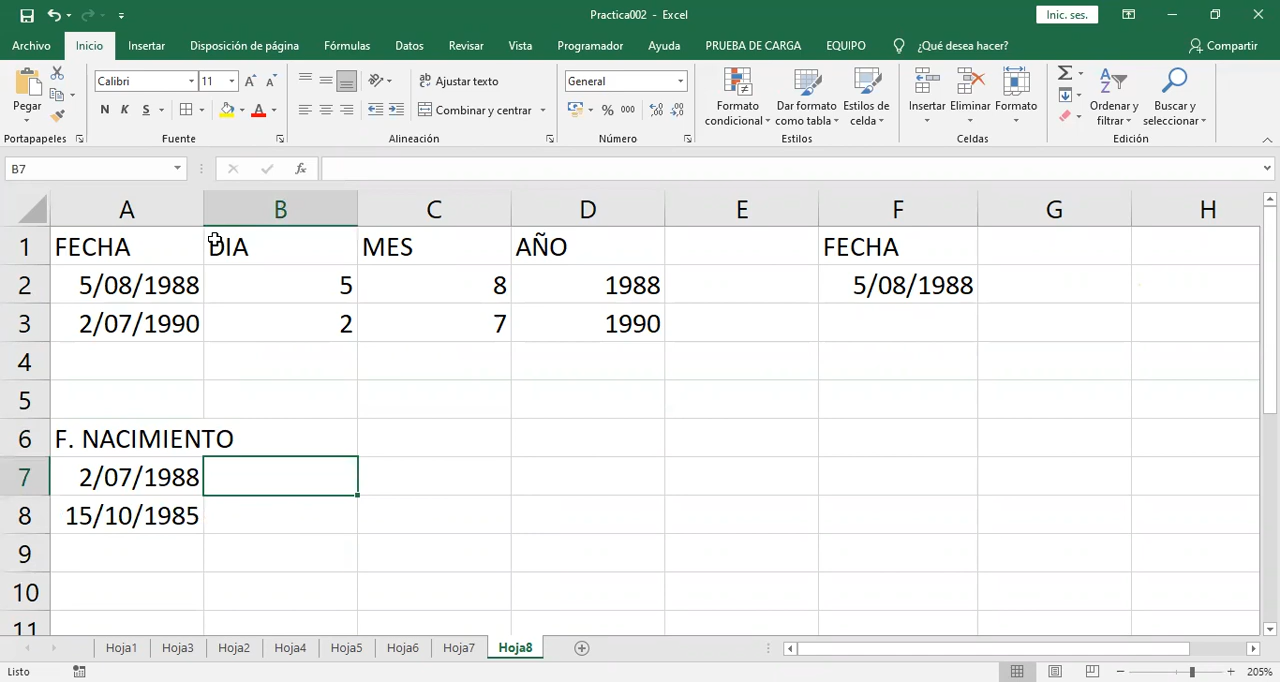 Practica002 - Excel
Inic. ses.
Archivo Inicio Insertar Disposición de página Fórmulas Datos Revisar Vista Programador Ayuda PRUEBA DE CARGA EQUIPO ¿Qué desea hacer? Compartir
Pegar
Calibri 11 A A
Ajustar texto
General
Formato condicional
Dar formato como tabla
Estilos de celda
Insertar Eliminar Formato
Ordenar y filtrar
Buscar y seleccionar
N K S A
Combinar y centrar
% 000
Portapapeles Fuente Alineación Número Estilos Celdas Edición
B7 fx
A B C D E F G H
1 FECHA DIA MES AÑO FECHA
2 5/08/1988 5 8 1988 5/08/1988
3 2/07/1990 2 7 1990
4
5
6 F. NACIMIENTO
7 2/07/1988
8 15/10/1985
9
10
11
Hoja1 Hoja3 Hoja2 Hoja4 Hoja5 Hoja6 Hoja7 Hoja8
Listo 205%